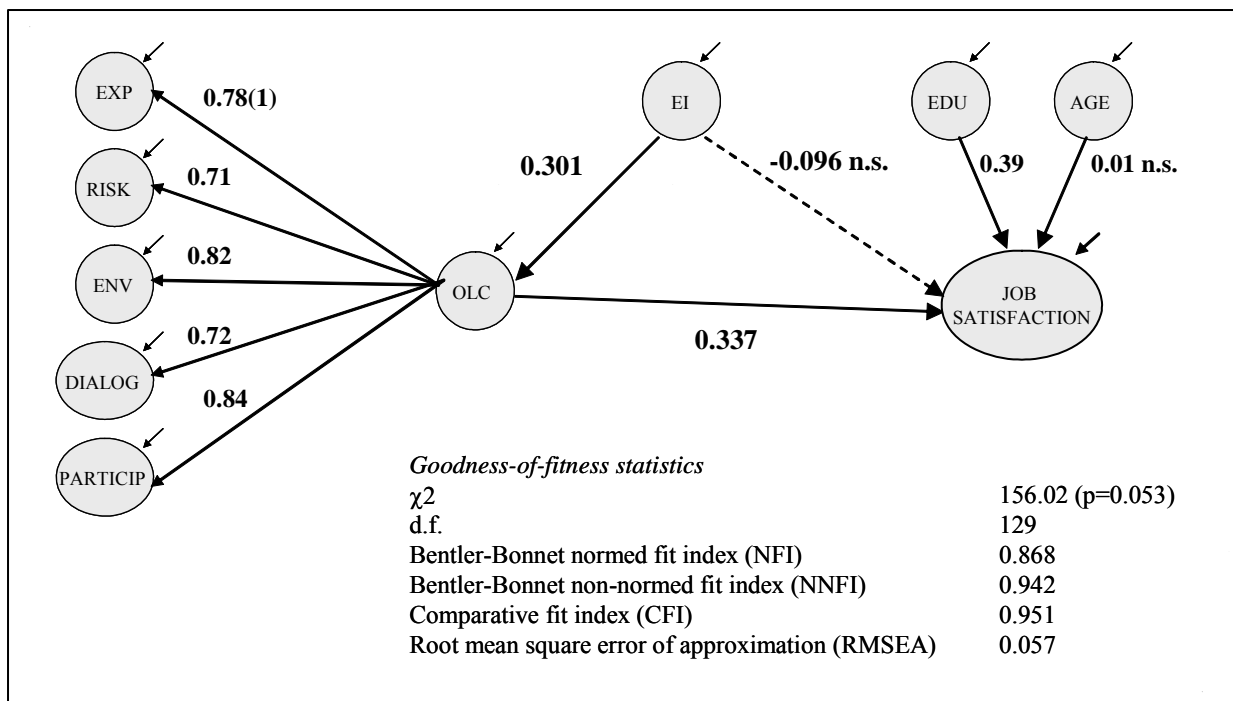 EXP
0.78(1)
EI
EDU
AGE
RISK
0.71
0.301
-0.096 n.s.
0.39
0.01 n.s.
ENV
0.82
OLC
JOB
SATISFACTION
0.337
DIALOG
0.72
PARTICIP
0.84
Goodness-of-fitness statistics
χ2 156.02 (p=0.053)
d.f. 129
Bentler-Bonnet normed fit index (NFI) 0.868
Bentler-Bonnet non-normed fit index (NNFI) 0.942
Comparative fit index (CFI) 0.951
Root mean square error of approximation (RMSEA) 0.057